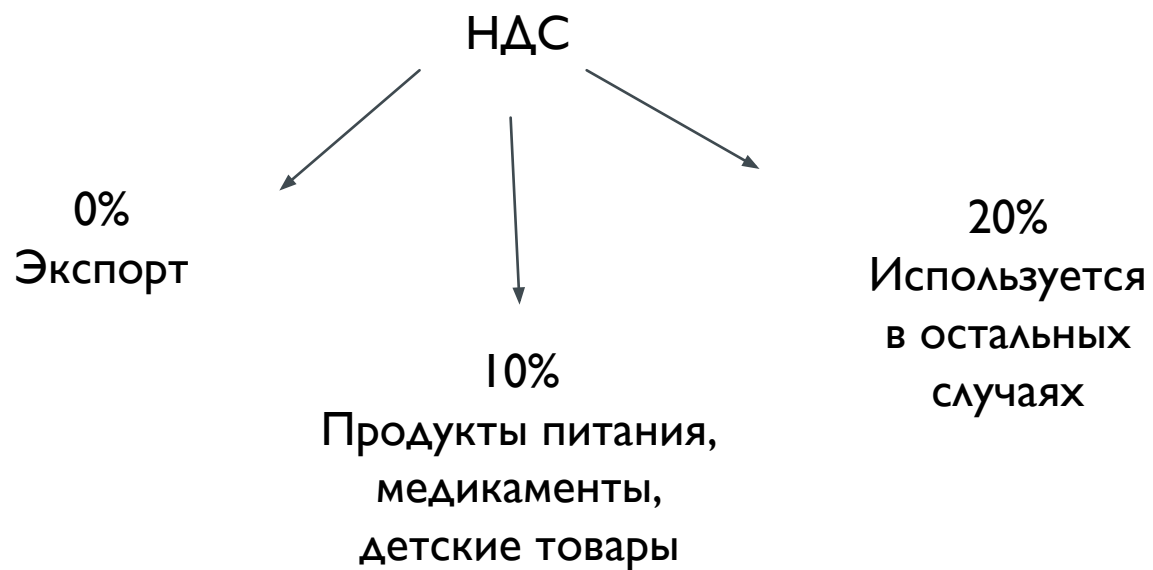 НДС
0%
Экспорт
10%
Продукты питания,
медикаменты,
детские товары
20%
Используется
в остальных
случаях